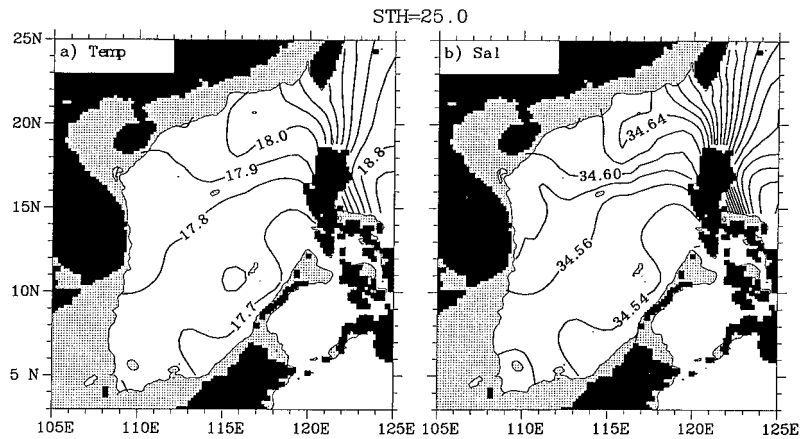 STH=25.0
25N
20N
15N
10N
5 N
105E 110E 115E 120E 125E
a) Temp
18.0
17.9
17.8
18.8
17.7
b) Sal
34.64
34.60
34.56
34.54
105E 110E 115E 120E 125E